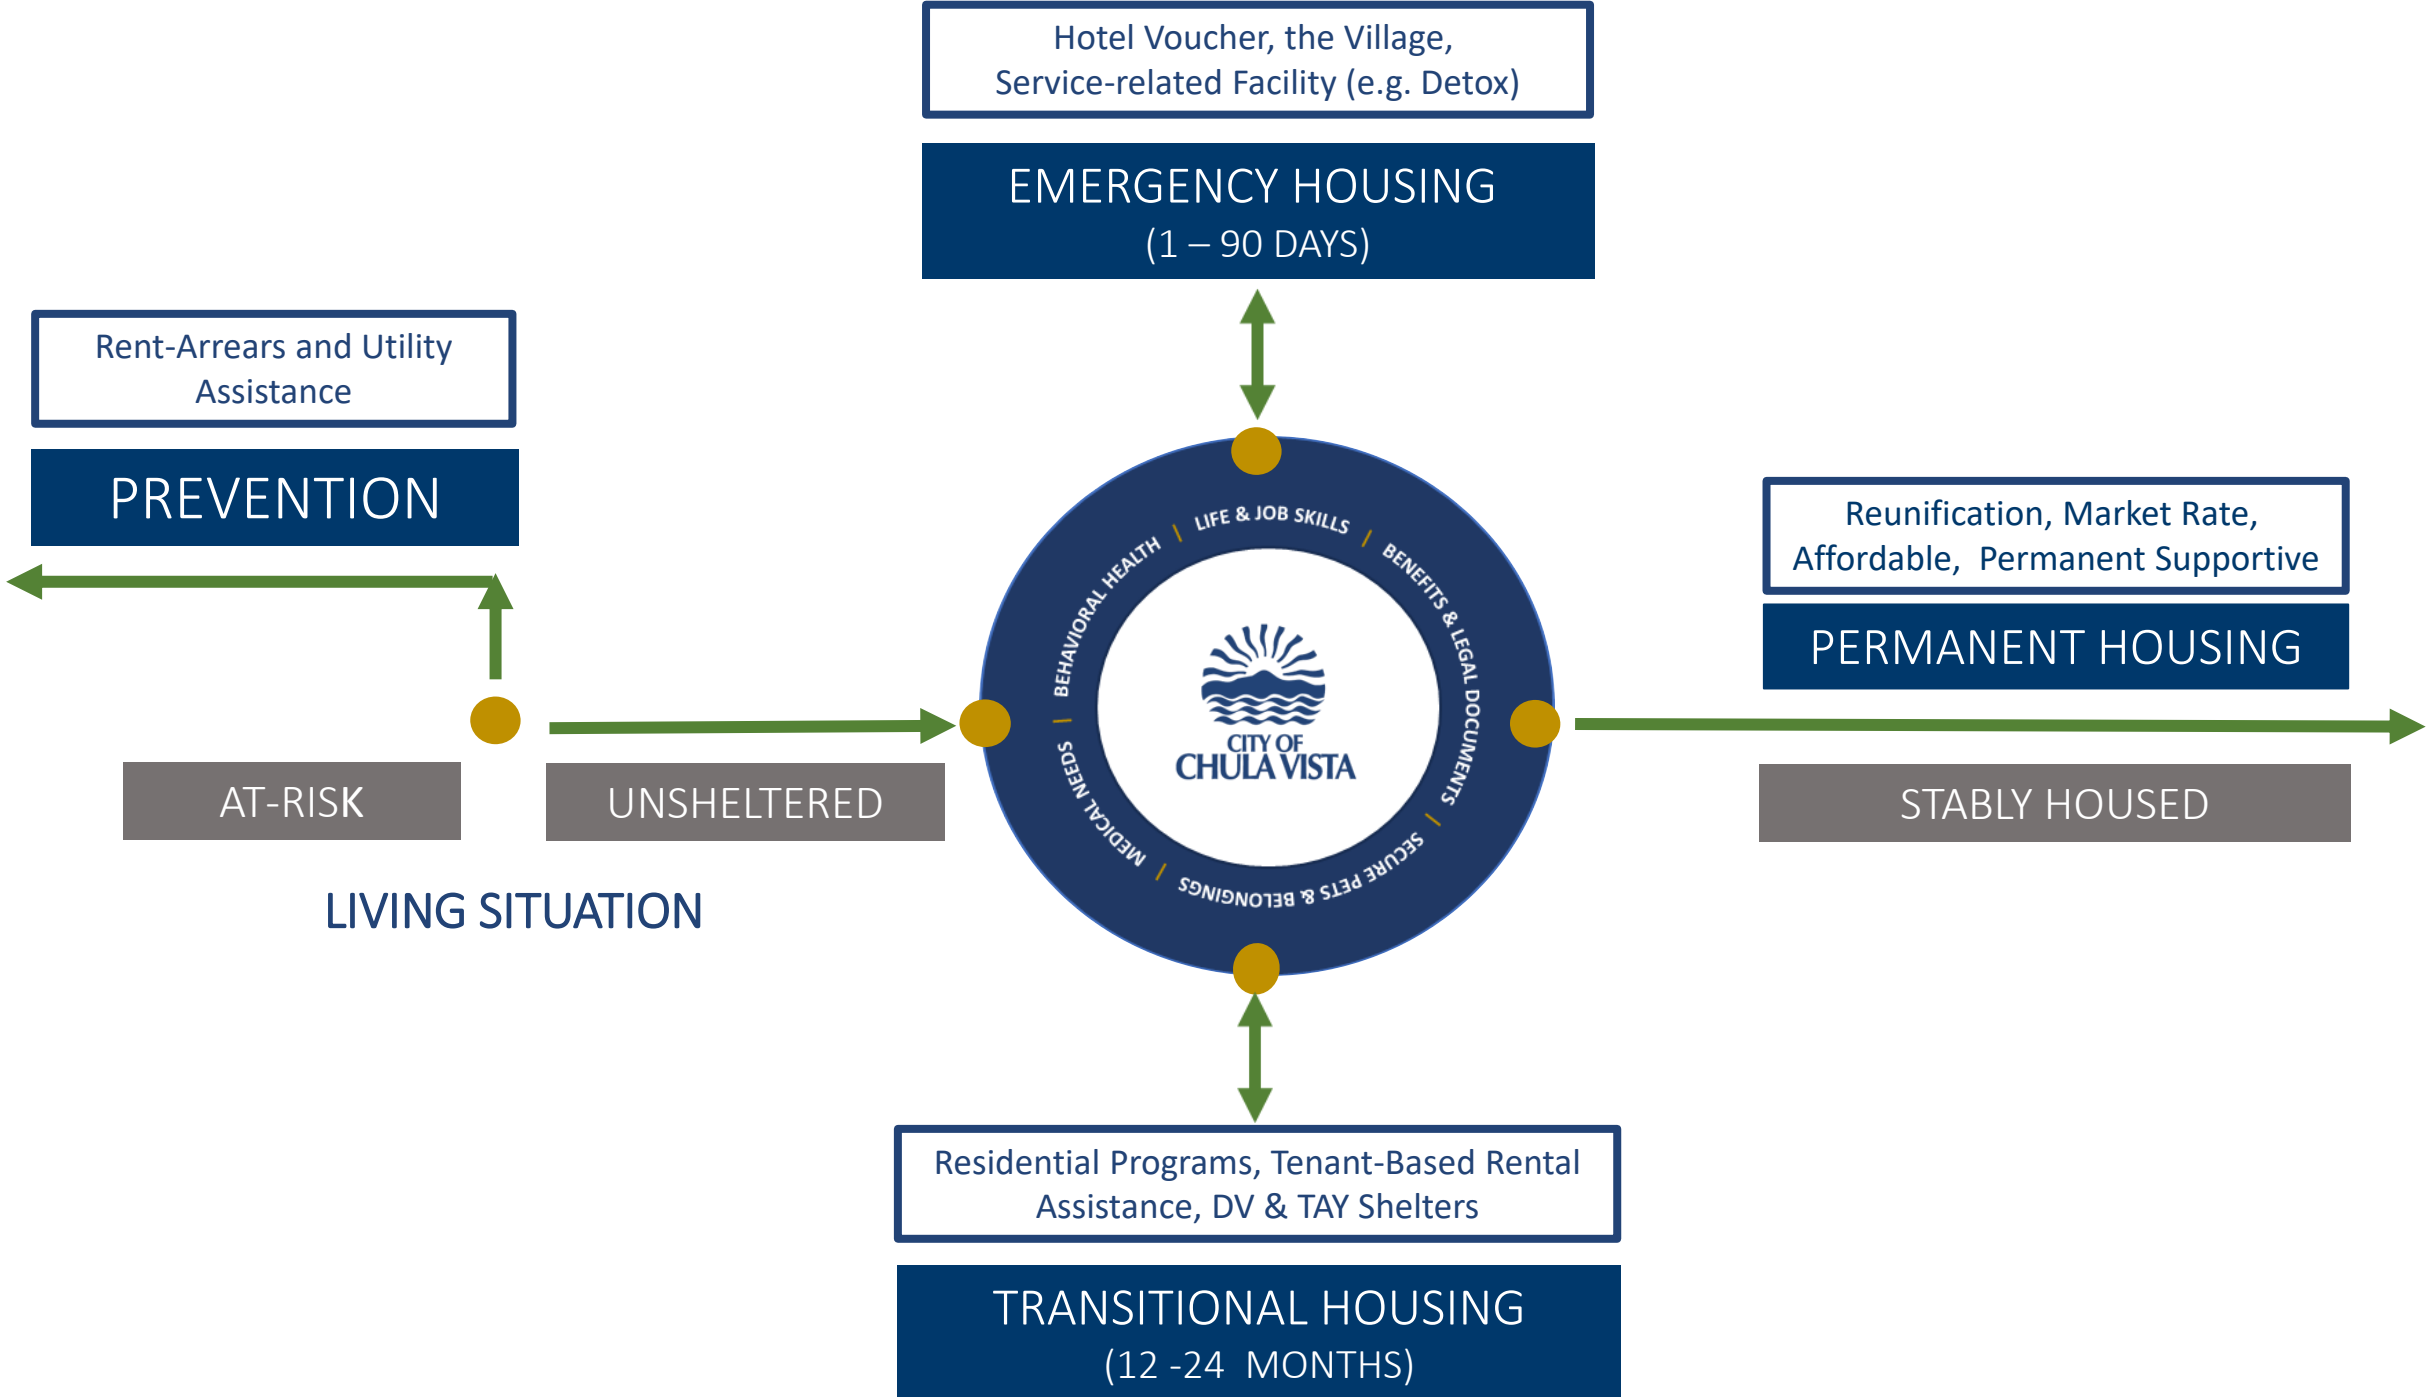 Hotel Voucher, the Village,
Service-related Facility (e.g. Detox)
EMERGENCY HOUSING
(1 – 90 DAYS)
Rent-Arrears and Utility
Assistance
PREVENTION
AT-RISK
UNSHELTERED
LIVING SITUATION
BEHAVIORAL HEALTH | LIFE & JOB SKILLS | BENEFITS & LEGAL DOCUMENTS | SECURE PETS & BELONGINGS | MEDICAL NEEDS |
CITY OF
CHULA VISTA
Reunification, Market Rate,
Affordable,  Permanent Supportive
PERMANENT HOUSING
STABLY HOUSED
Residential Programs, Tenant-Based Rental
Assistance, DV & TAY Shelters
TRANSITIONAL HOUSING
(12 -24  MONTHS)